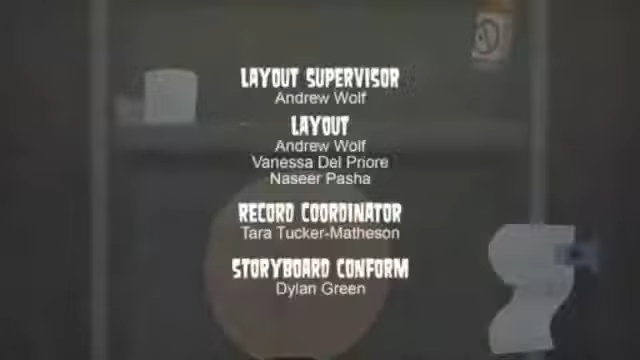 LAYOUT SUPERVISOR
Andrew Wolf
LAYOUT
Andrew Wolf
Vanessa Del Priore
Naseer Pasha
RECORD COORDINATOR
Tara Tucker-Matheson
STORYBOARD CONFORM
Dylan Green